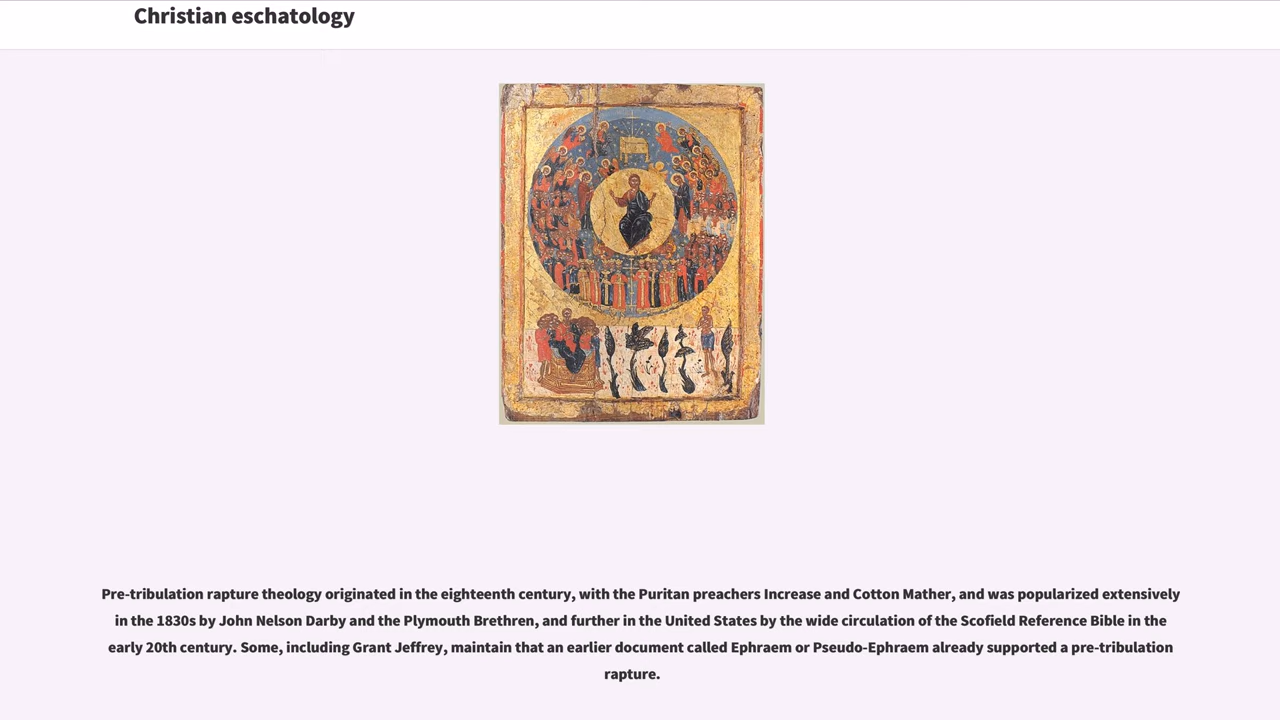 Christian eschatology
Pre-tribulation rapture theology originated in the eighteenth century, with the Puritan preachers Increase and Cotton Mather, and was popularized extensively
in the 1830s by John Nelson Darby and the Plymouth Brethren, and further in the United States by the wide circulation of the Scofield Reference Bible in the
early 20th century. Some, including Grant Jeffrey, maintain that an earlier document called Ephraem or Pseudo-Ephraem already supported a pre-tribulation
rapture.